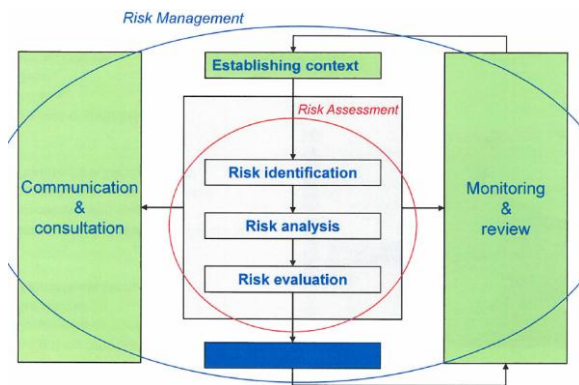 Risk Management
Establishing context
Risk Assessment
Risk identification
Communication
&
consultation
Monitoring
&
review
Risk analysis
Risk evaluation